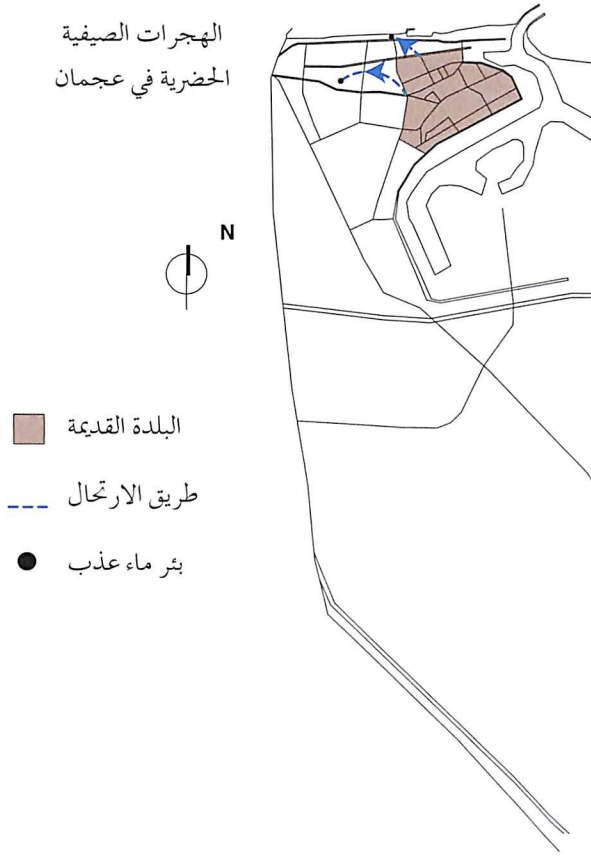 الهجرات الصيفية
الحضرية في عجمان
N
البلدة القديمة
طريق الارتحال
بئر ماء عذب